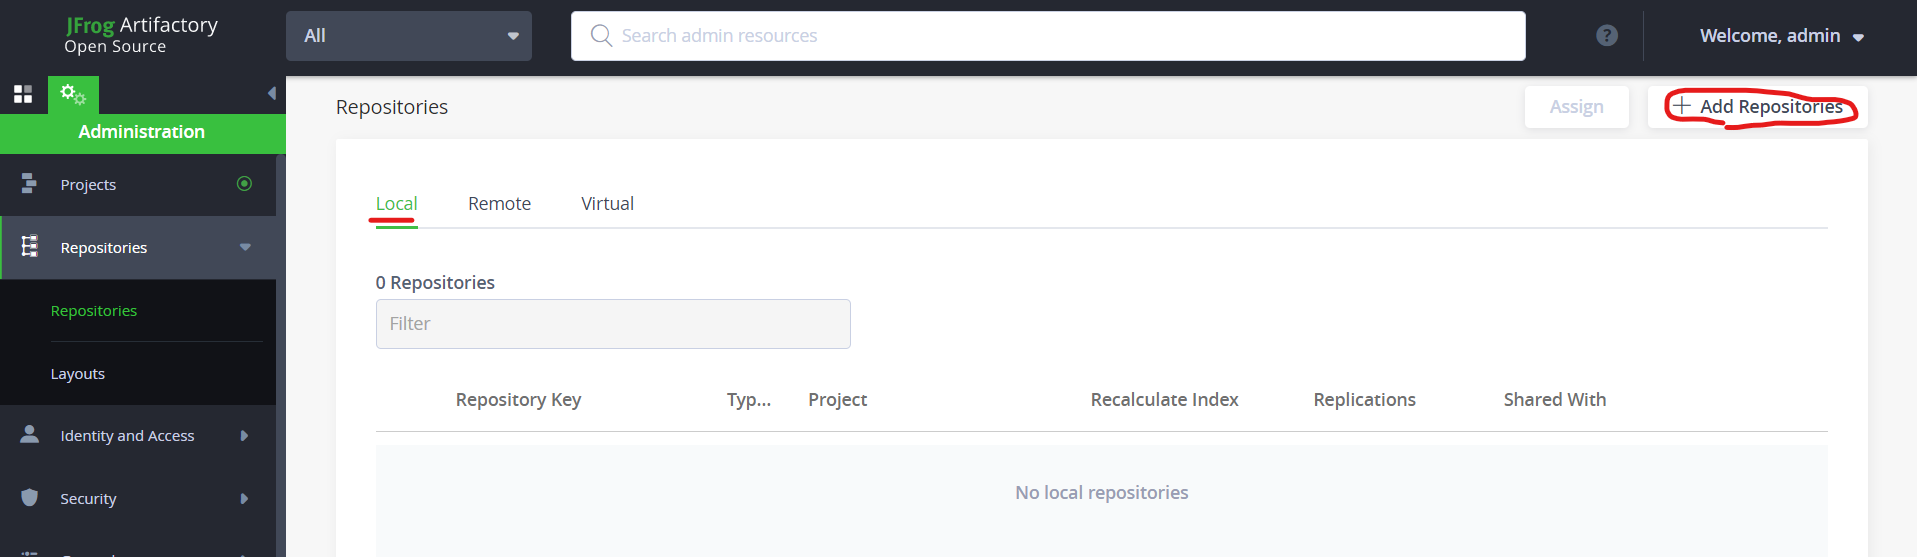 JFrog Artifactory
Open Source
All
Search admin resources
?
Welcome, admin
Administration
Projects
Repositories
Repositories
Layouts
Identity and Access
Security
Repositories
Assign
+ Add Repositories
Local Remote Virtual
0 Repositories
Filter
Repository Key Typ... Project Recalculate Index Replications Shared With
No local repositories